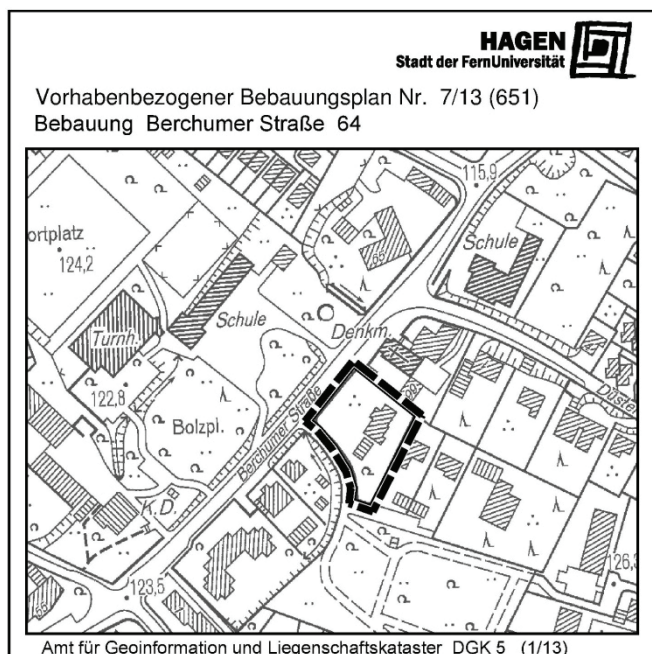 HAGEN
Stadt der FernUniversität
Vorhabenbezogener Bebauungsplan Nr. 7/13 (651)
Bebauung Berchumer Straße 64
115,9
ortplatz
124,2
65
Schule
Schule
Denkm.
Turnh.
122,8
Bolzpl.
Berchumer Straße
Düste
K.D.
126,3
123,5
Amt für Geoinformation und Liegenschaftskataster DGK 5 (1/13)